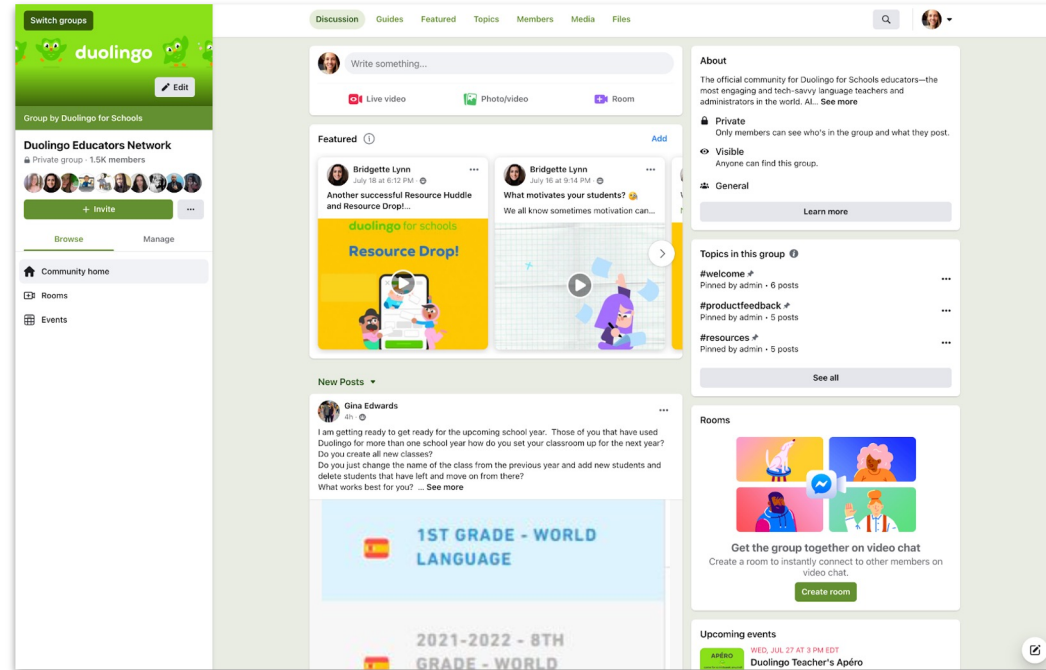 Switch groups
duolingo
Edit
Group by Duolingo for Schools
Duolingo Educators Network
Private group · 1.5K members
+ Invite
...
Browse
Manage
Community home
Rooms
Events
Discussion
Guides
Featured
Topics
Members
Media
Files
Write something...
Live video
Photo/video
Room
Featured
Add
Bridgette Lynn
July 18 at 6:12 PM ·
Another successful Resource Huddle
and Resource Drop!...
duolingo for schools
Resource Drop!
Bridgette Lynn
July 16 at 9:14 PM ·
What motivates your students? 🧐
We all know sometimes motivation can...
New Posts
Gina Edwards
4h ·
I am getting ready to get ready for the upcoming school year. Those of you that have used
Duolingo for more than one school year how do you set your classroom up for the next year?
Do you create all new classes?
Do you just change the name of the class from the previous year and add new students and
delete students that have left and move on from there?
What works best for you? ... See more
1ST GRADE - WORLD
LANGUAGE
2021-2022 - 8TH
GRADE - WORLD
About
The official community for Duolingo for Schools educators—the
most engaging and tech-savvy language teachers and
administrators in the world. Al... See more
Private
Only members can see who's in the group and what they post.
Visible
Anyone can find this group.
General
Learn more
Topics in this group
#welcome
Pinned by admin · 6 posts
#productfeedback
Pinned by admin · 5 posts
#resources
Pinned by admin · 5 posts
See all
Rooms
Get the group together on video chat
Create a room to instantly connect to other members on
video chat.
Create room
Upcoming events
APÉRO
WED, JUL 27 AT 3 PM EDT
Duolingo Teacher's Apéro